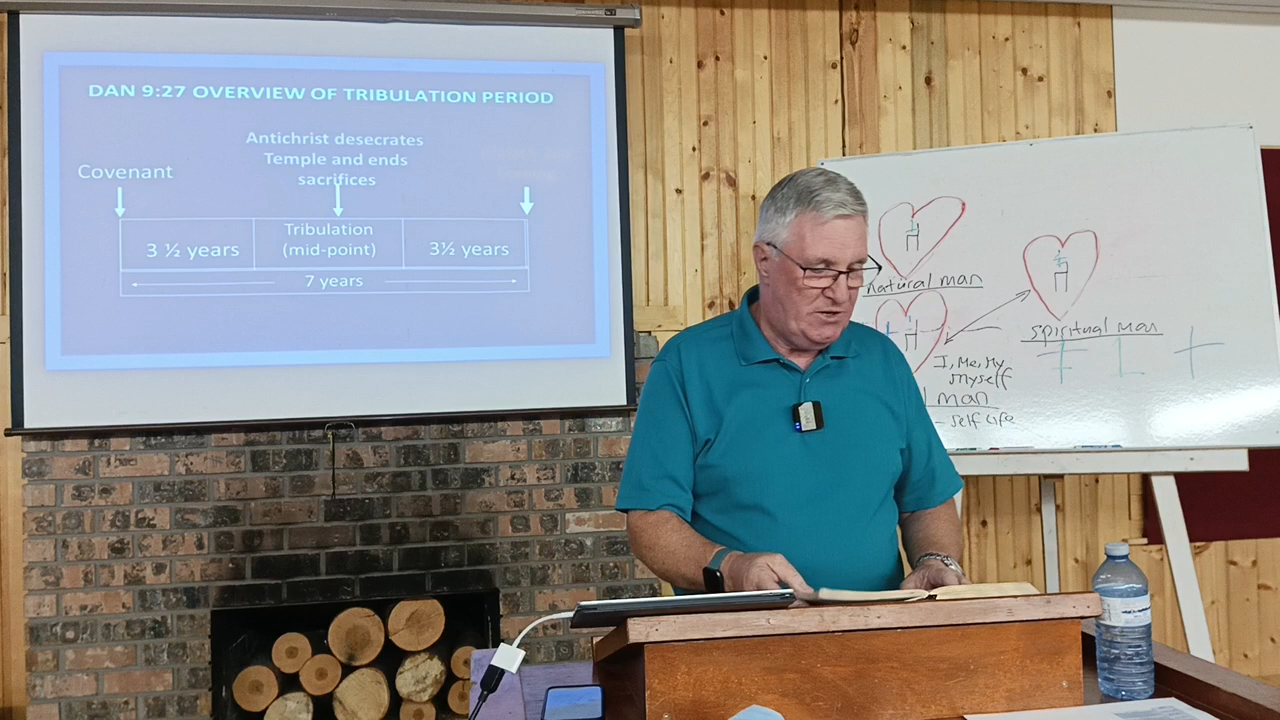 DAN 9:27 OVERVIEW OF TRIBULATION PERIOD
Antichrist desecrates
Temple and ends
sacrifices
Covenant
3 ½ years
Tribulation
(mid-point)
3½ years
7 years
natural man
spiritual man
I, Me, My
Myself
man
- self life